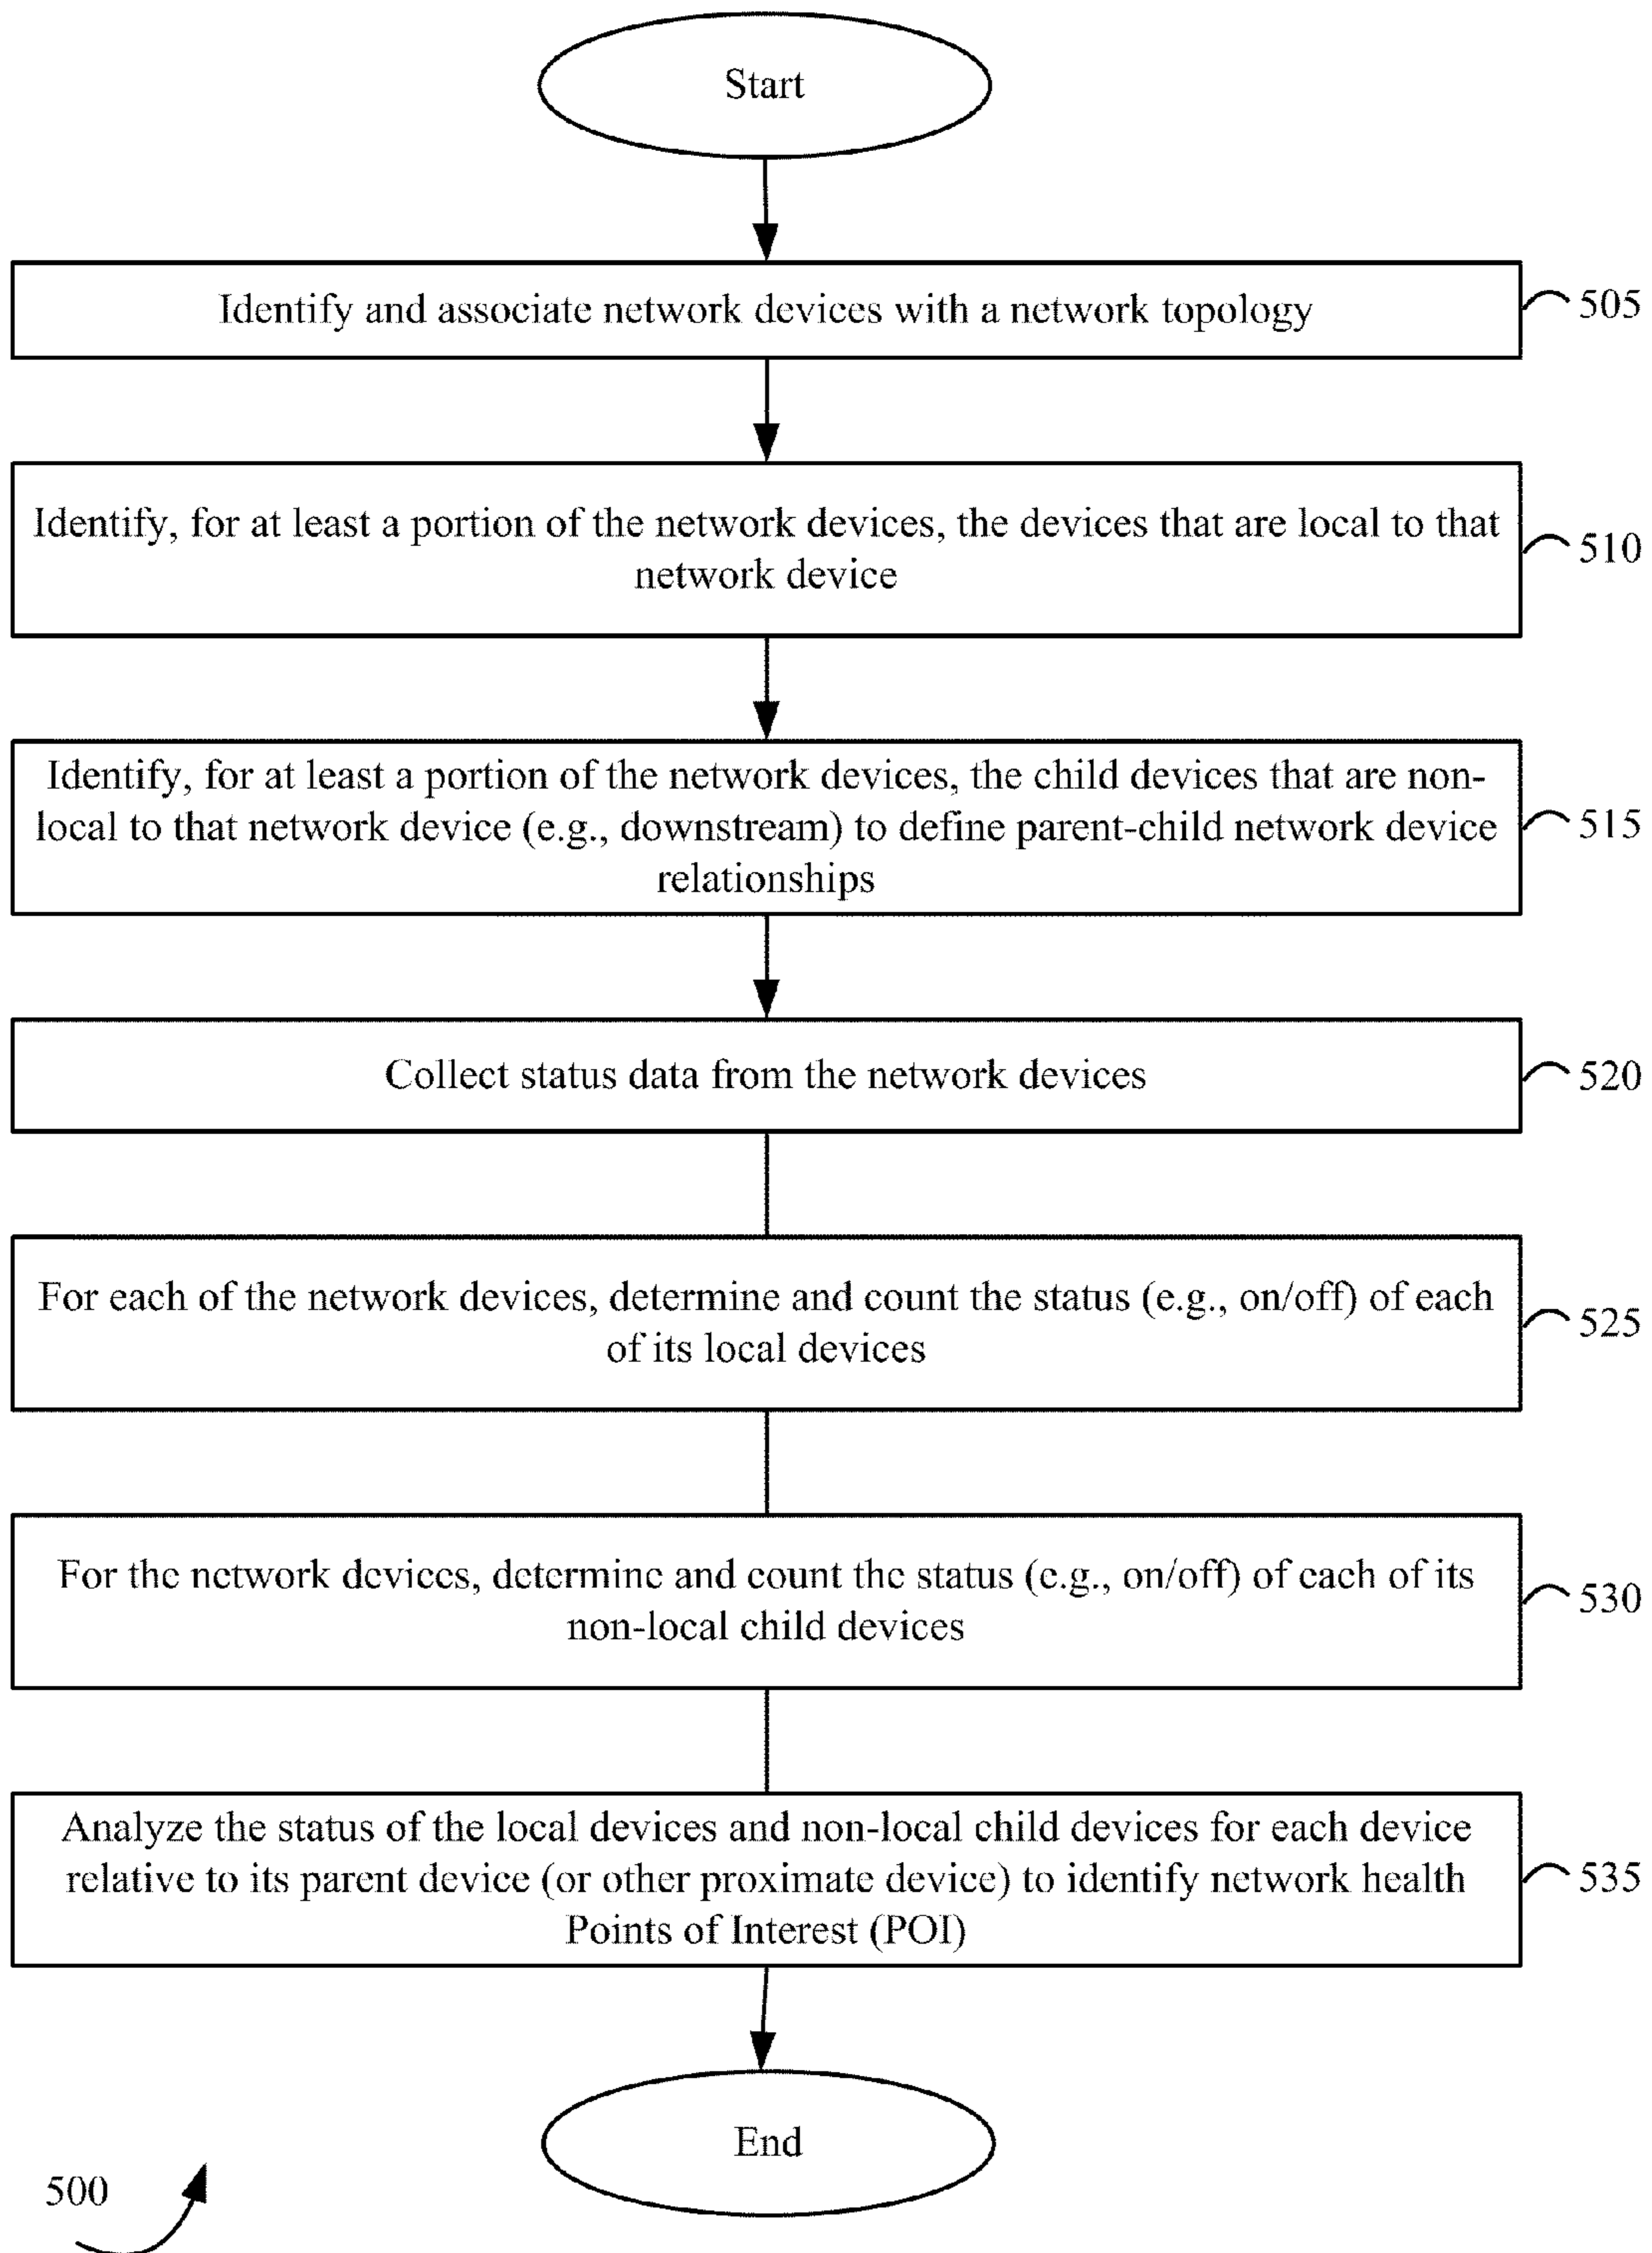 Start
Identify and associate network devices with a network topology
505
Identify, for at least a portion of the network devices, the devices that are local to that
network device
510
Identify, for at least a portion of the network devices, the child devices that are non-
local to that network device (e.g., downstream) to define parent-child network device
relationships
515
Collect status data from the network devices
520
For each of the network devices, determine and count the status (e.g., on/off) of each
of its local devices
525
For the network devices, determine and count the status (e.g., on/off) of each of its
non-local child devices
530
Analyze the status of the local devices and non-local child devices for each device
relative to its parent device (or other proximate device) to identify network health
Points of Interest (POI)
535
End
500